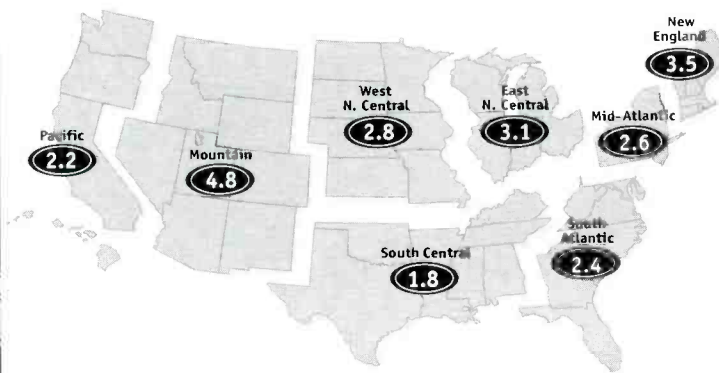 New
England
3.5
West
N. Central
2.8
East
N. Central
3.1
Mid-Atlantic
2.6
Pacific
2.2
Mountain
4.8
South Central
1.8
South
Atlantic
2.4